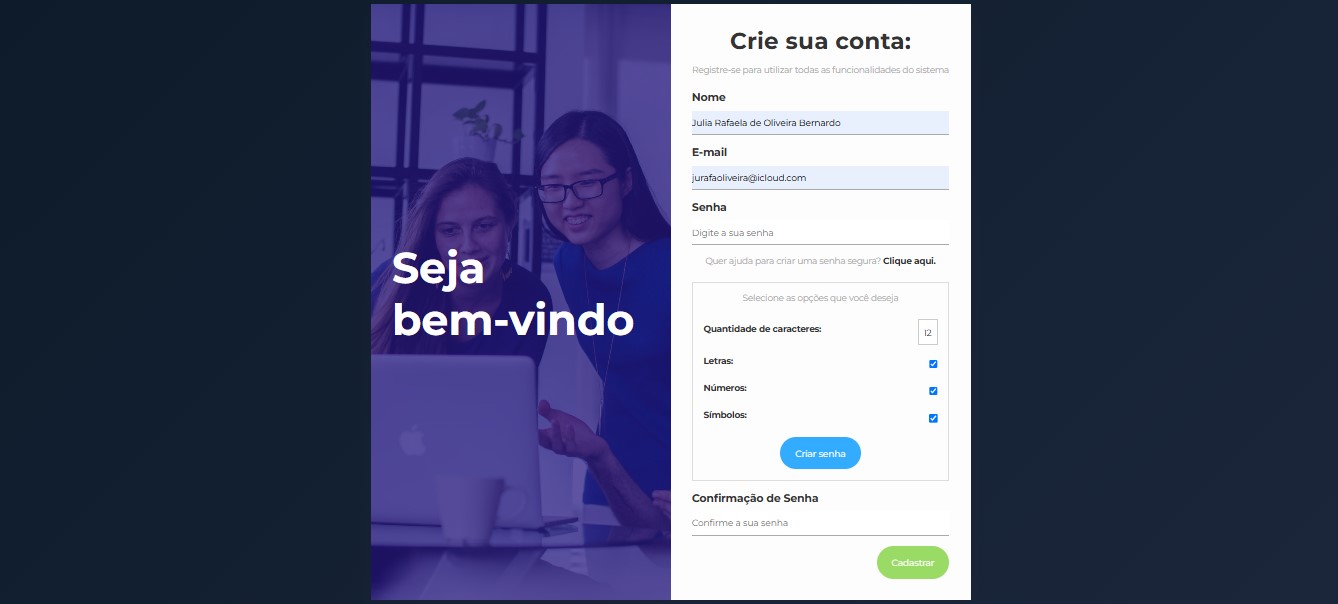 Seja
bem-vindo
Crie sua conta:
Registre-se para utilizar todas as funcionalidades do sistema
Nome
Julia Rafaela de Oliveira Bernardo
E-mail
jurafaoliveira@icloud.com
Senha
Digite a sua senha
Quer ajuda para criar uma senha segura? Clique aqui.
Selecione as opções que você deseja
Quantidade de caracteres: 12
Letras:
Números:
Símbolos:
Criar senha
Confirmação de Senha
Confirme a sua senha
Cadastrar